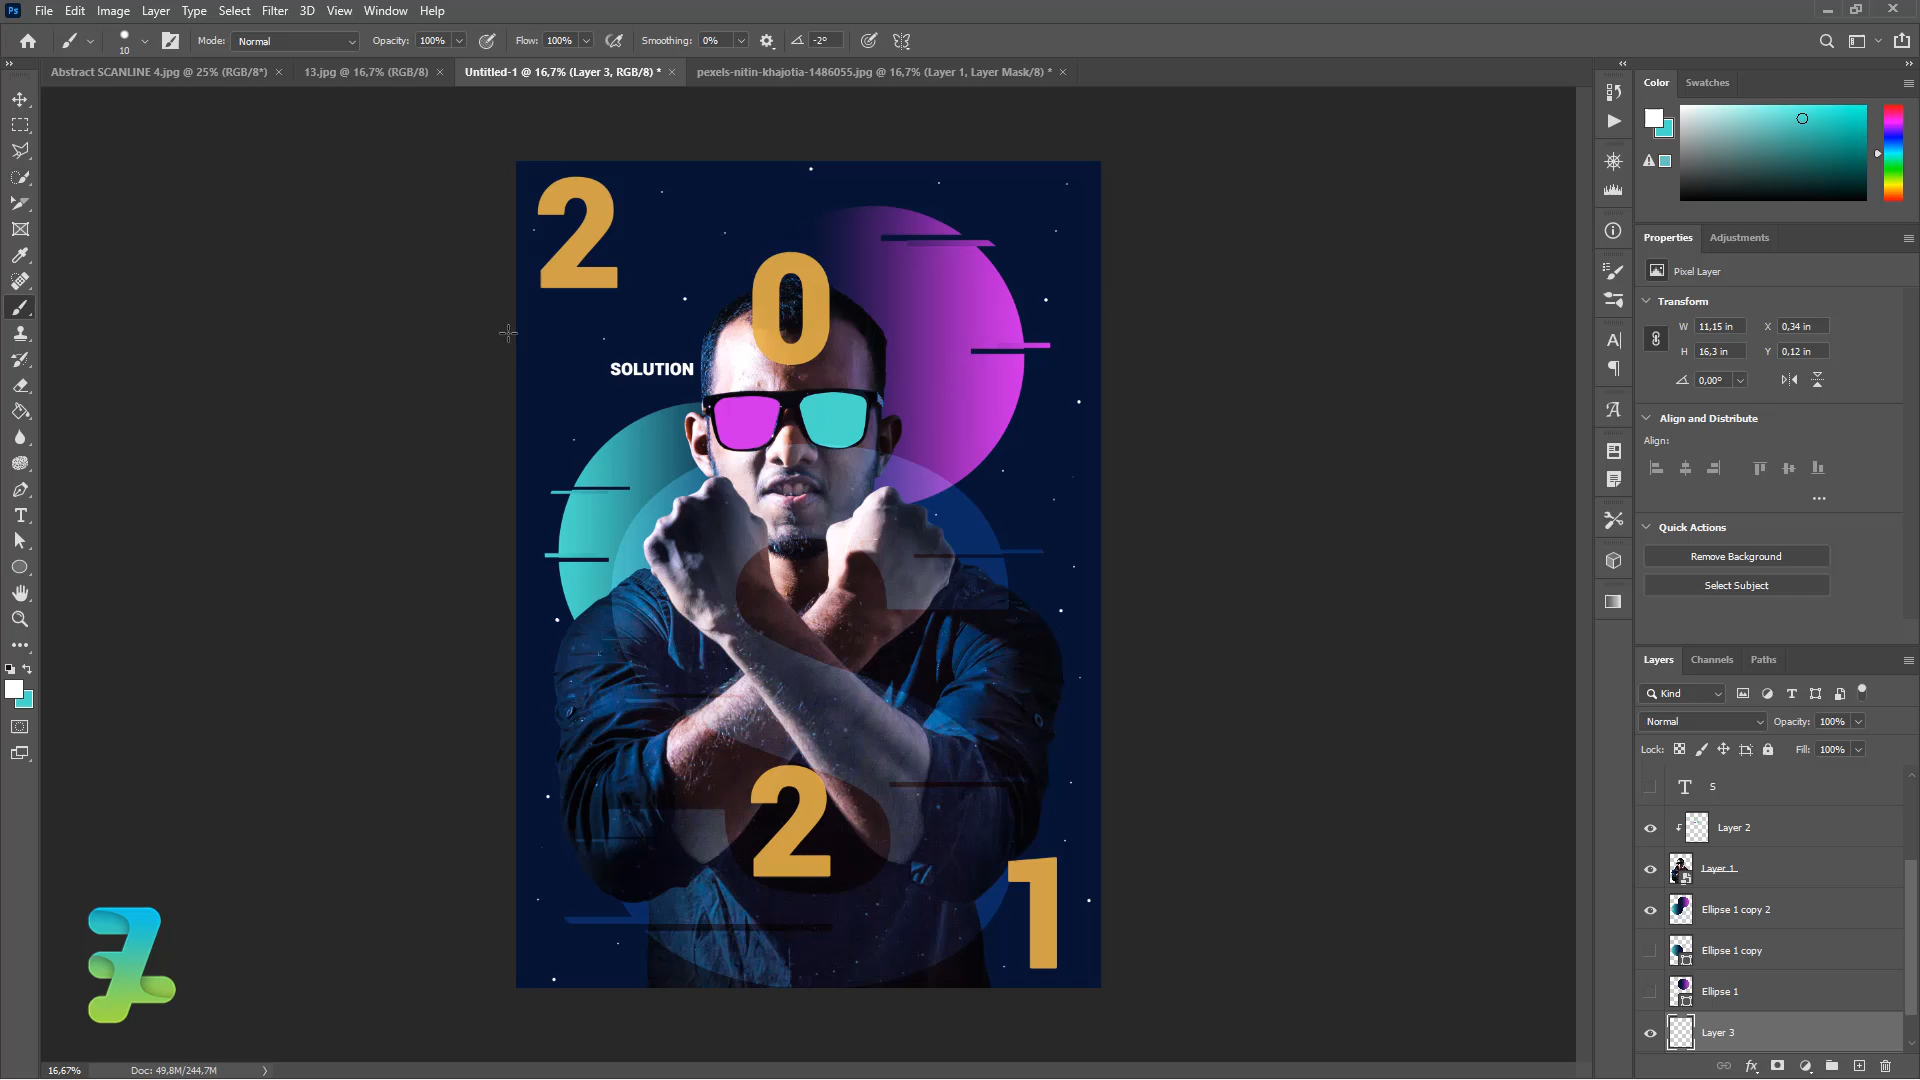 Ps File Edit Image Layer Type Select Filter 3D View Window Help
10 Mode: Normal Opacity: 100% Flow: 100% Smoothing: 0% -2°
Abstract SCANLINE 4.jpg @ 25% (RGB/8*) × 13.jpg @ 16,7% (RGB/8) × Untitled-1 @ 16,7% (Layer 3, RGB/8) * × pexels-nitin-khajotia-1486055.jpg @ 16,7% (Layer 1, Layer Mask/8) * ×
2
0
SOLUTION
2
1
16,67% Doc: 49,8M/244,7M
Color Swatches
Properties Adjustments
Pixel Layer
Transform
W 11,15 in X 0,34 in
H 16,3 in Y 0,12 in
0,00°
Align and Distribute
Align:
Quick Actions
Remove Background
Select Subject
Layers Channels Paths
Kind
Normal Opacity: 100%
Lock: Fill: 100%
S
Layer 2
Layer 1
Ellipse 1 copy 2
Ellipse 1 copy
Ellipse 1
Layer 3
fx